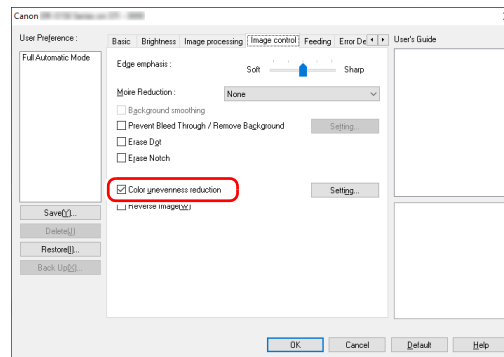 Canon
User Preference :
Full Automatic Mode
Save(Y)...
Delete(J)
Restore(I)...
Back Up(X)...
Basic Brightness Image processing Image control Feeding Error De
Edge emphasis :
Soft Sharp
Moire Reduction :
None
Background smoothing
Prevent Bleed Through / Remove Background Setting...
Erase Dot
Erase Notch
Color unevenness reduction Setting...
Reverse Image(W)
User's Guide
OK Cancel Default Help